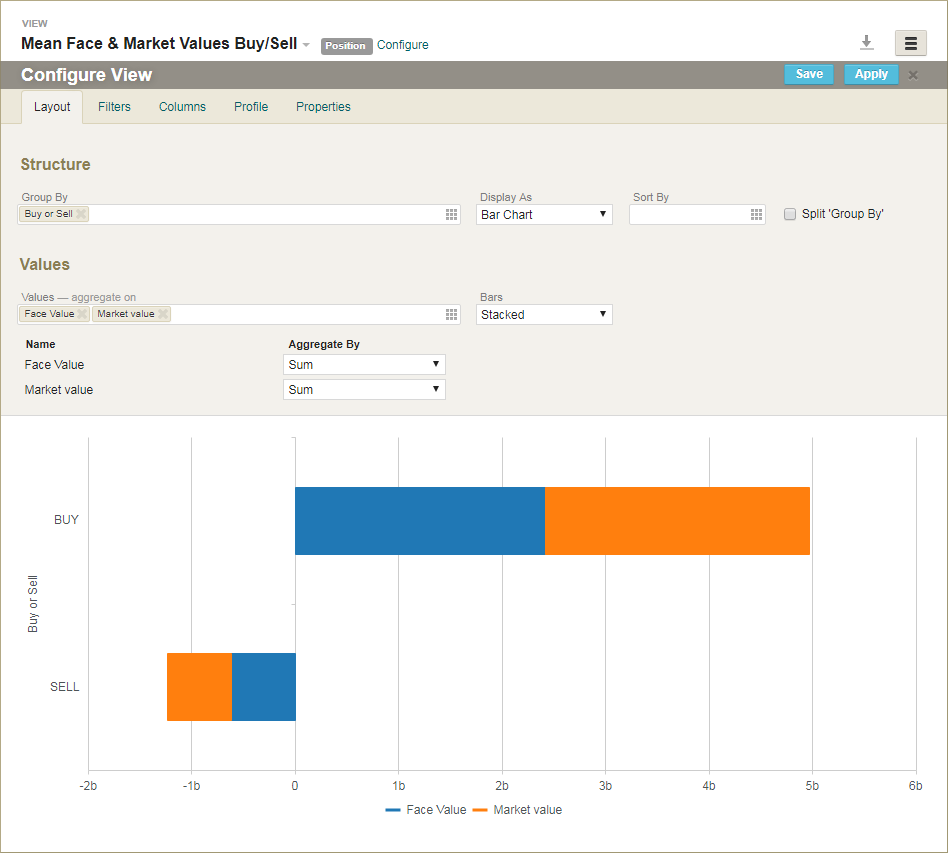 VIEW
Mean Face & Market Values Buy/Sell Position Configure
Configure View Save Apply
Layout Filters Columns Profile Properties
Structure
Group By Display As Sort By
Buy or Sell Bar Chart Split 'Group By'
Values
Values — aggregate on Bars
Face Value Market value Stacked
Name Aggregate By
Face Value Sum
Market value Sum
BUY
Buy or Sell
SELL
-2b -1b 0 1b 2b 3b 4b 5b 6b
Face Value Market value